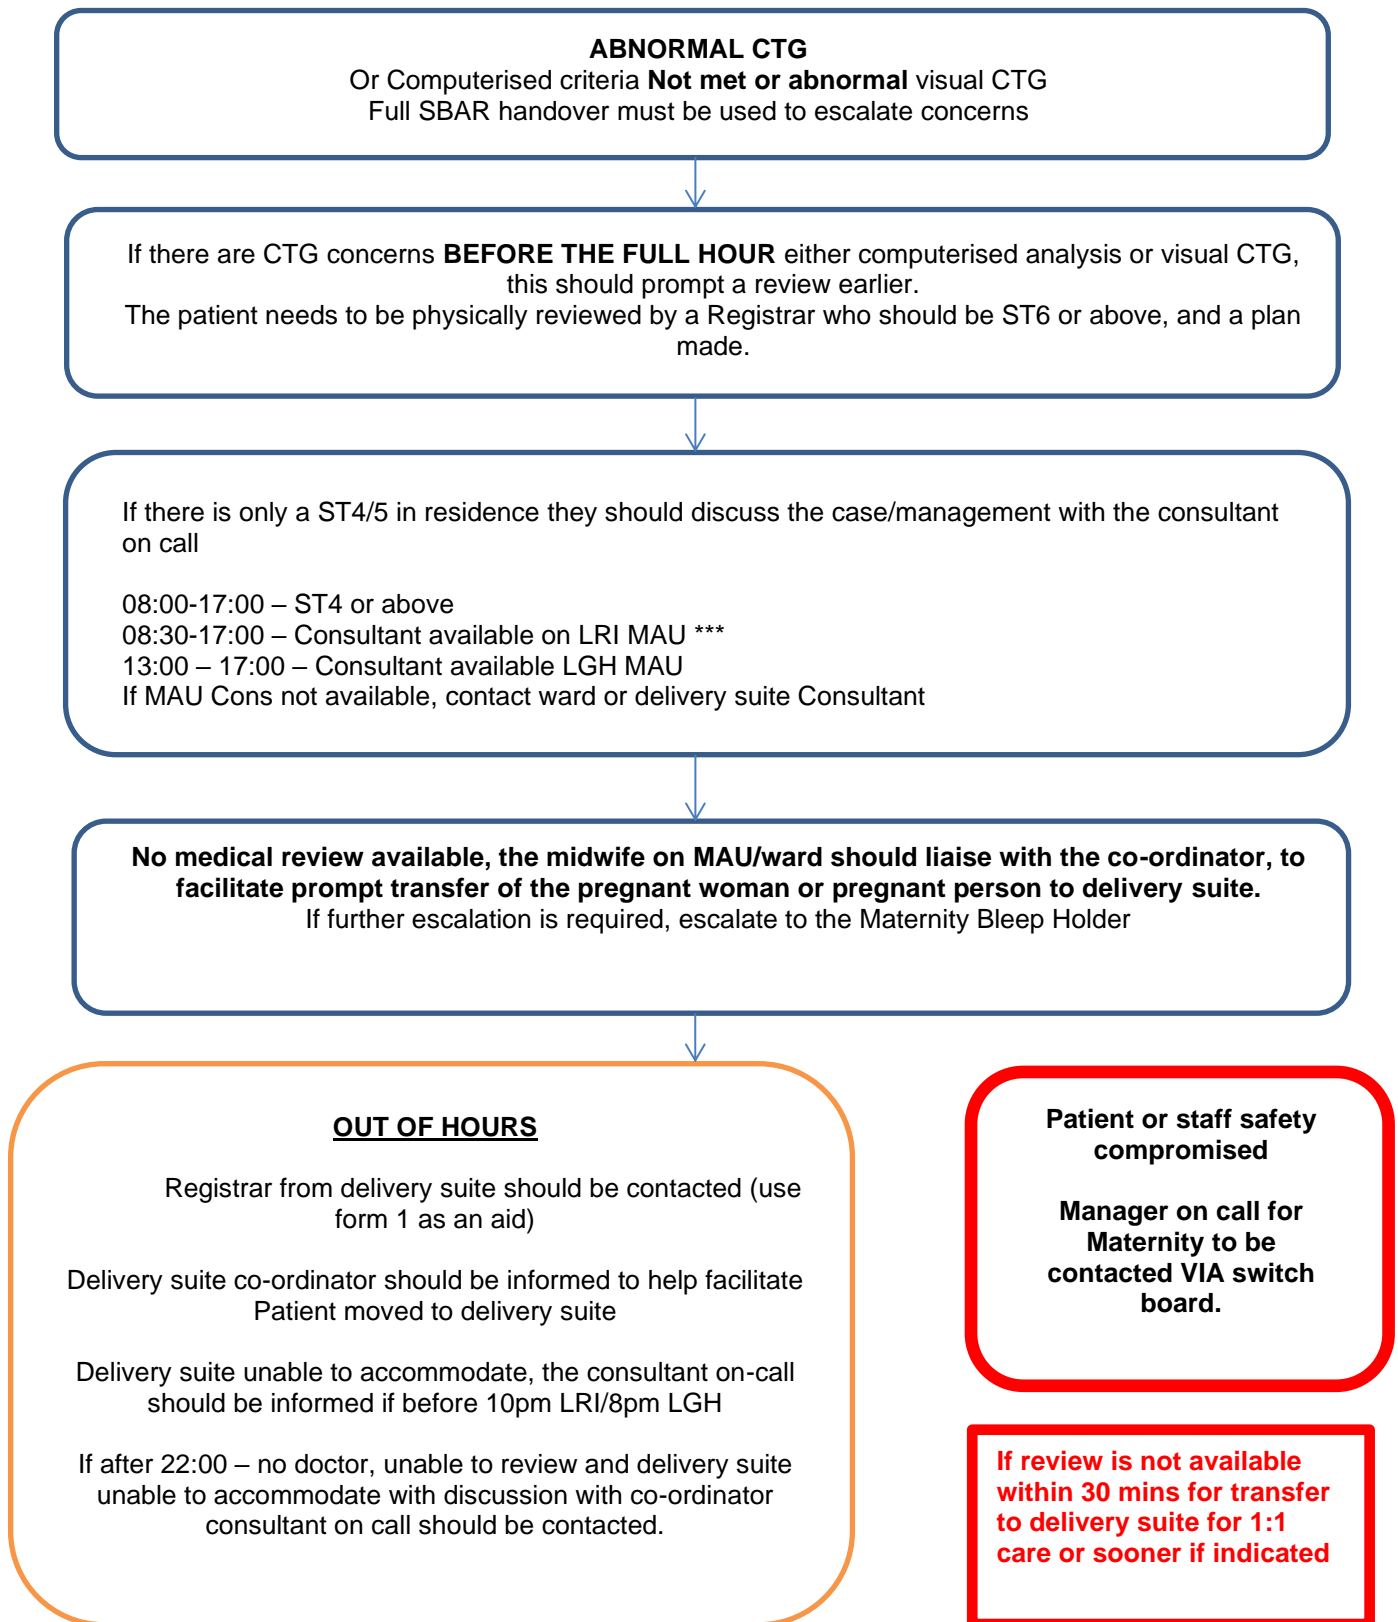 ABNORMAL CTG
Or Computerised criteria Not met or abnormal visual CTG
Full SBAR handover must be used to escalate concerns
If there are CTG concerns BEFORE THE FULL HOUR either computerised analysis or visual CTG,
this should prompt a review earlier.
The patient needs to be physically reviewed by a Registrar who should be ST6 or above, and a plan
made.
If there is only a ST4/5 in residence they should discuss the case/management with the consultant
on call
08:00-17:00 – ST4 or above
08:30-17:00 – Consultant available on LRI MAU ***
13:00 – 17:00 – Consultant available LGH MAU
If MAU Cons not available, contact ward or delivery suite Consultant
No medical review available, the midwife on MAU/ward should liaise with the co-ordinator, to
facilitate prompt transfer of the pregnant woman or pregnant person to delivery suite.
If further escalation is required, escalate to the Maternity Bleep Holder
OUT OF HOURS
Registrar from delivery suite should be contacted (use
form 1 as an aid)
Delivery suite co-ordinator should be informed to help facilitate
Patient moved to delivery suite
Delivery suite unable to accommodate, the consultant on-call
should be informed if before 10pm LRI/8pm LGH
If after 22:00 – no doctor, unable to review and delivery suite
unable to accommodate with discussion with co-ordinator
consultant on call should be contacted.
Patient or staff safety
compromised
Manager on call for
Maternity to be
contacted VIA switch
board.
If review is not available
within 30 mins for transfer
to delivery suite for 1:1
care or sooner if indicated